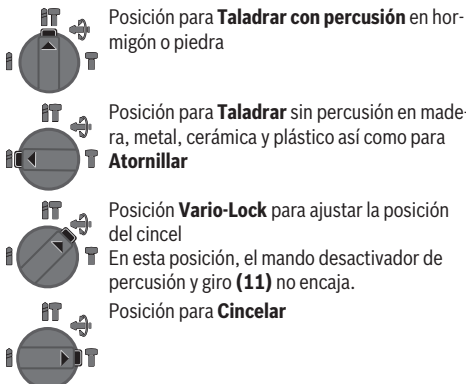 Posición para Taladrar con percusión en hor-
migón o piedra
Posición para Taladrar sin percusión en made-
ra, metal, cerámica y plástico así como para
Atornillar
Posición Vario-Lock para ajustar la posición
del cincel
En esta posición, el mando desactivador de
percusión y giro (11) no encaja.
Posición para Cincelar